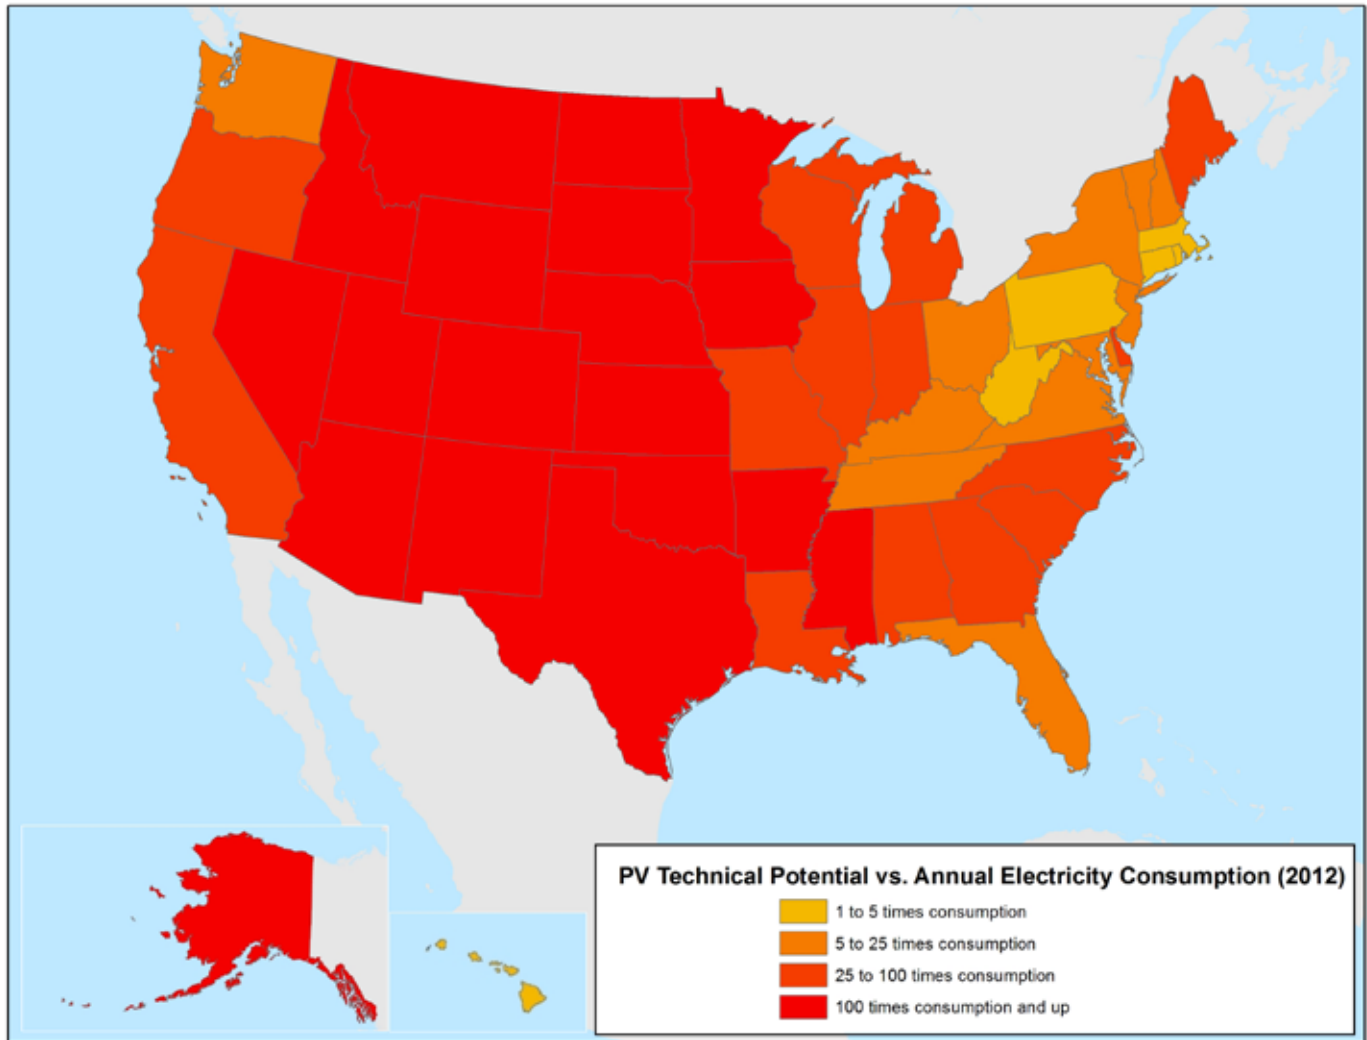 PV Technical Potential vs. Annual Electricity Consumption (2012)
1 to 5 times consumption
5 to 25 times consumption
25 to 100 times consumption
100 times consumption and up